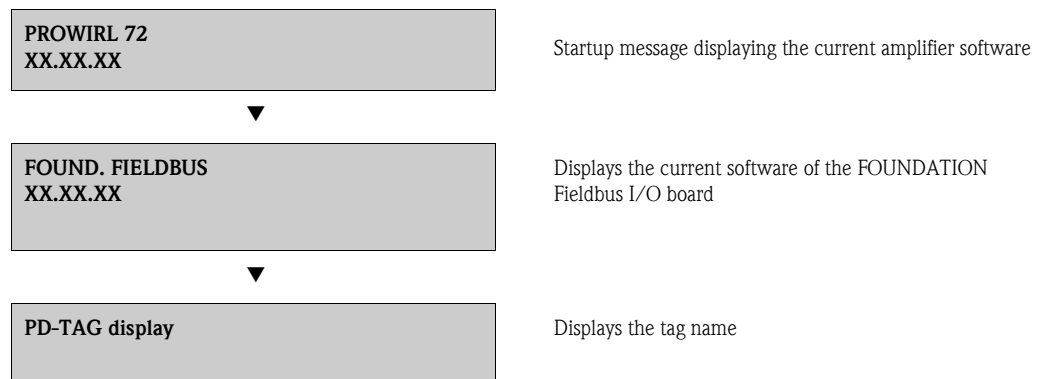 PROWIRL 72
XX.XX.XX
Startup message displaying the current amplifier software
▼
FOUND. FIELDBUS
XX.XX.XX
Displays the current software of the FOUNDATION
Fieldbus I/O board
▼
PD-TAG display
Displays the tag name